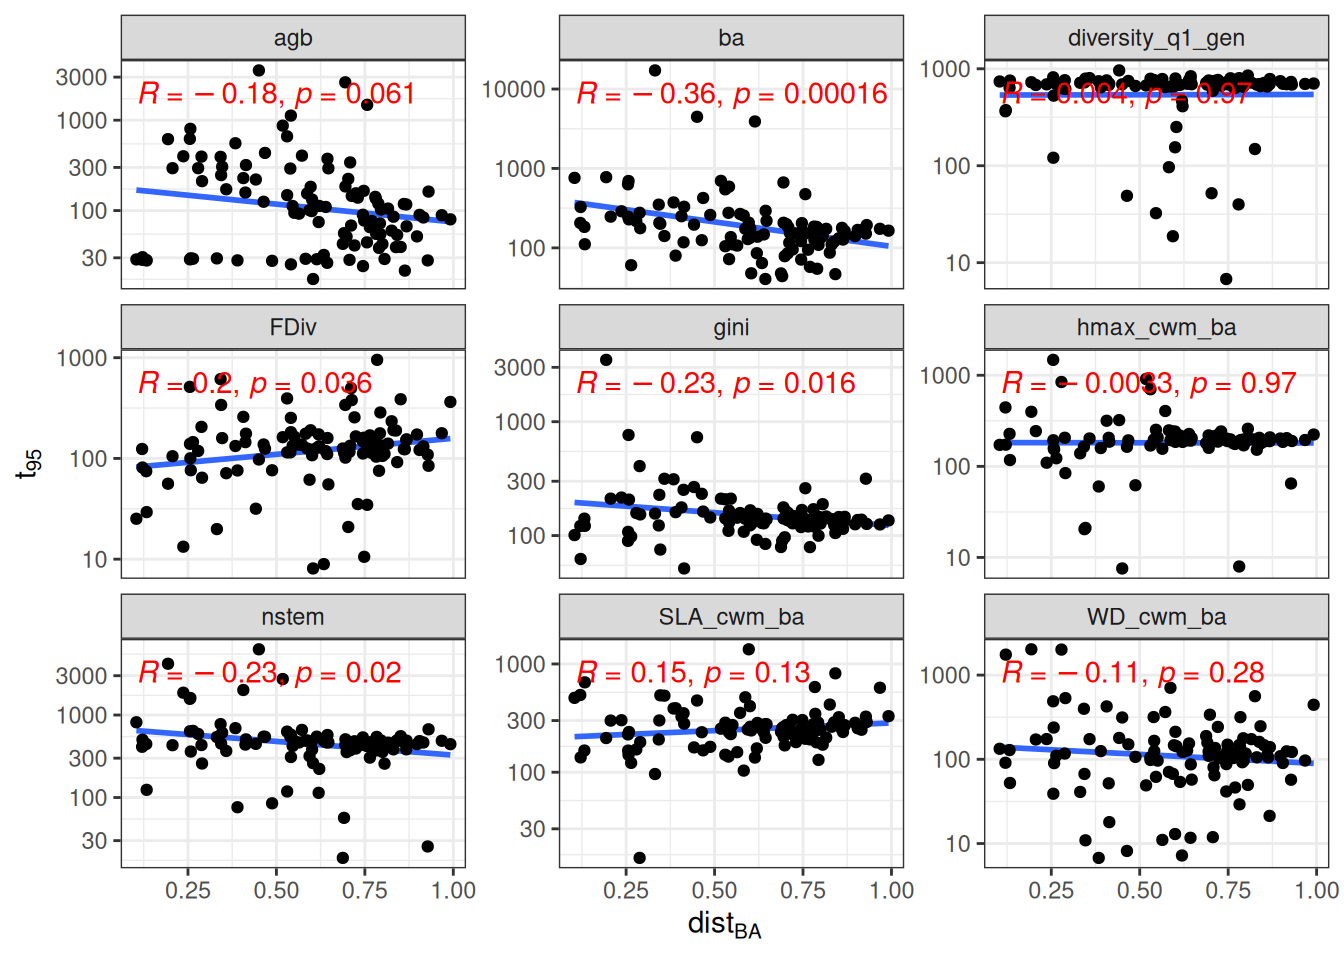 agb
ba
diversity_q1_gen
R = − 0.18, p = 0.061
R = − 0.36, p = 0.00016
R = 0.004, p = 0.97
3000
1000
300
100
30
10000
1000
100
1000
100
10
FDiv
gini
hmax_cwm_ba
R = 0.2, p = 0.036
R = − 0.23, p = 0.016
R = − 0.0033, p = 0.97
1000
100
10
3000
1000
300
100
1000
100
10
t95
nstem
SLA_cwm_ba
WD_cwm_ba
R = − 0.23, p = 0.02
R = 0.15, p = 0.13
R = − 0.11, p = 0.28
3000
1000
300
100
30
1000
300
100
30
1000
100
10
0.25 0.50 0.75 1.00
0.25 0.50 0.75 1.00
0.25 0.50 0.75 1.00
distBA